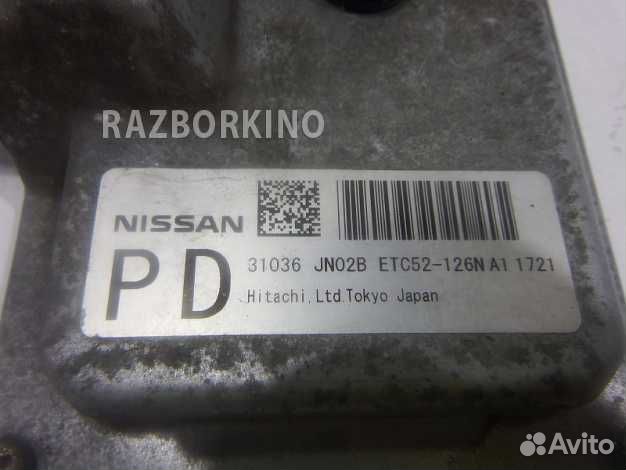 RAZBORKINO
NISSAN
PD
31036 JN02B ETC52-126N A1 1721
Hitachi,Ltd.Tokyo Japan
Avito